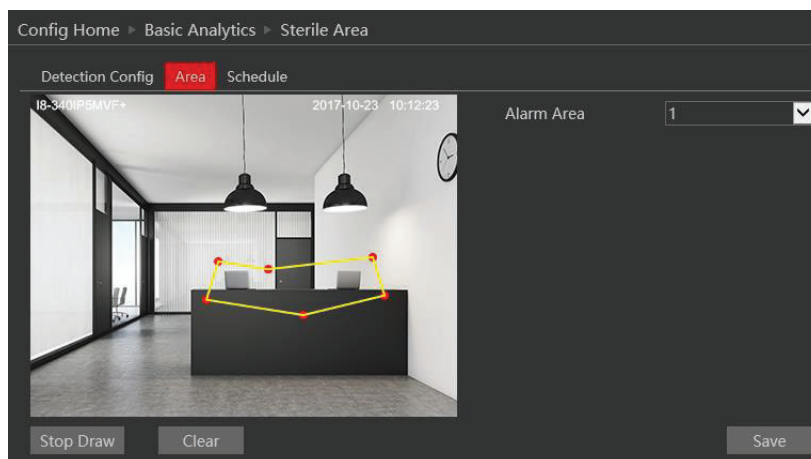 Config Home ▸ Basic Analytics ▸ Sterile Area
Detection Config Area Schedule
I8-340IP5MVF+ 2017-10-23 10:12:23
Alarm Area 1
Stop Draw Clear Save